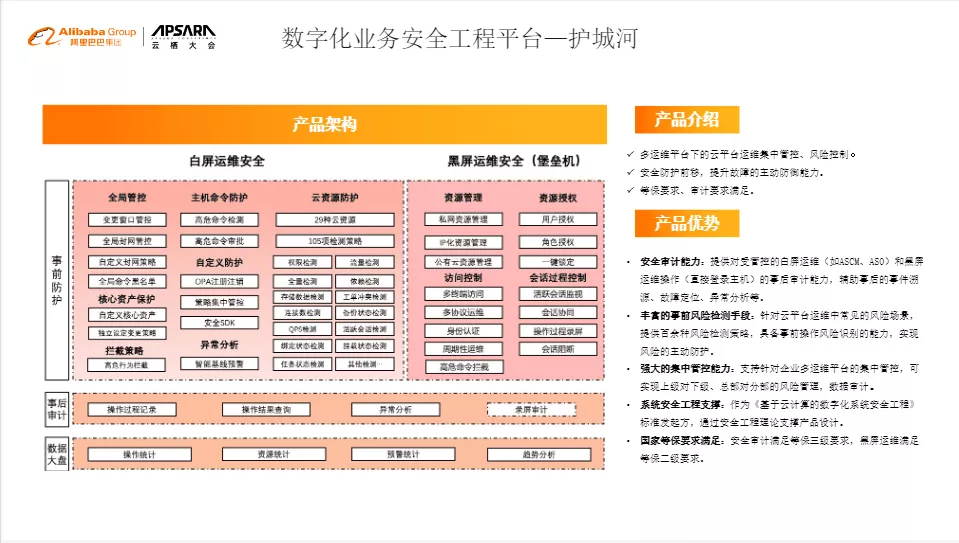 Alibaba Group
阿里巴巴集团
APSARA
云栖大会
数字化业务安全工程平台—护城河
产品架构
白屏运维安全
黑屏运维安全（堡垒机）
事前防护
全局管控
变更窗口管控
全局封网管控
自定义封网策略
全局命令黑名单
核心资产保护
自定义核心资产
独立设定变更策略
拦截策略
高危行为拦截
主机命令防护
高危命令检测
高危命令审批
自定义防护
OPA注册注销
策略集中管控
安全SDK
异常分析
智能基线预警
云资源防护
29种云资源
105项检测策略
权限检测
流量检测
全量检测
依赖检测
存储数据检测
工单冲突检测
连接数检测
备份状态检测
QPS检测
活跃会话检测
绑定状态检测
挂载状态检测
任务状态检测
其他检测…
资源管理
私网资源管理
IP化资源管理
公有云资源管理
访问控制
多终端访问
多协议运维
身份认证
周期性运维
高危命令拦截
资源授权
用户授权
角色授权
一键锁定
会话过程控制
活跃会话监视
会话协同
操作过程录屏
会话阻断
事后审计
操作过程记录
操作结果查询
异常分析
录屏审计
数据大盘
操作统计
资源统计
预警统计
趋势分析
产品介绍
✓ 多运维平台下的云平台运维集中管控、风险控制。
✓ 安全防护前移，提升故障的主动防御能力。
✓ 等保要求、审计要求满足。
产品优势
• 安全审计能力：提供对受管控的白屏运维（如ASCM、ASO）和黑屏
运维操作（直接登录主机）的事后审计能力，辅助事后的事件溯
源、故障定位、异常分析等。
• 丰富的事前风险检测手段：针对云平台运维中常见的风险场景，
提供百余种风险检测策略，具备事前操作风险识别的能力，实现
风险的主动防护。
• 强大的集中管控能力：支持针对企业多运维平台的集中管控，可
实现上级对下级、总部对分部的风险管理，数据审计。
• 系统安全工程支撑：作为《基于云计算的数字化系统安全工程》
标准发起方，通过安全工程理论支撑产品设计。
• 国家等保要求满足：安全审计满足等保三级要求，黑屏运维满足
等保二级要求。